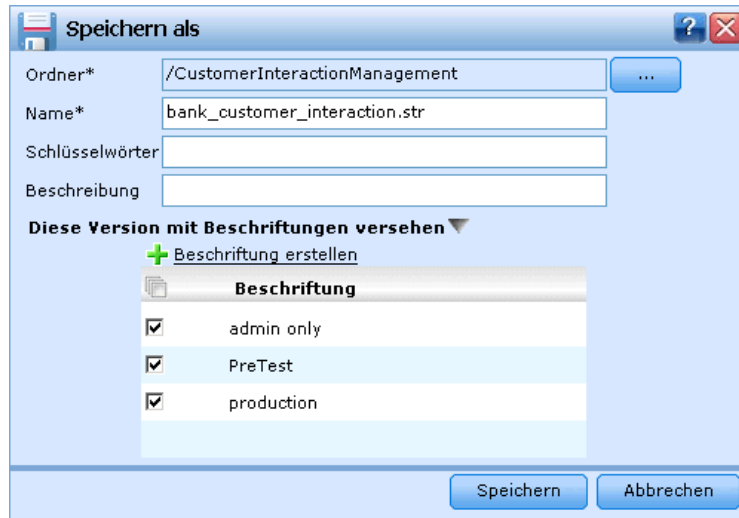 Speichern als
?
Ordner* /CustomerInteractionManagement ...
Name* bank_customer_interaction.str
Schlüsselwörter
Beschreibung
Diese Version mit Beschriftungen versehen
Beschriftung erstellen
Beschriftung
admin only
PreTest
production
Speichern Abbrechen